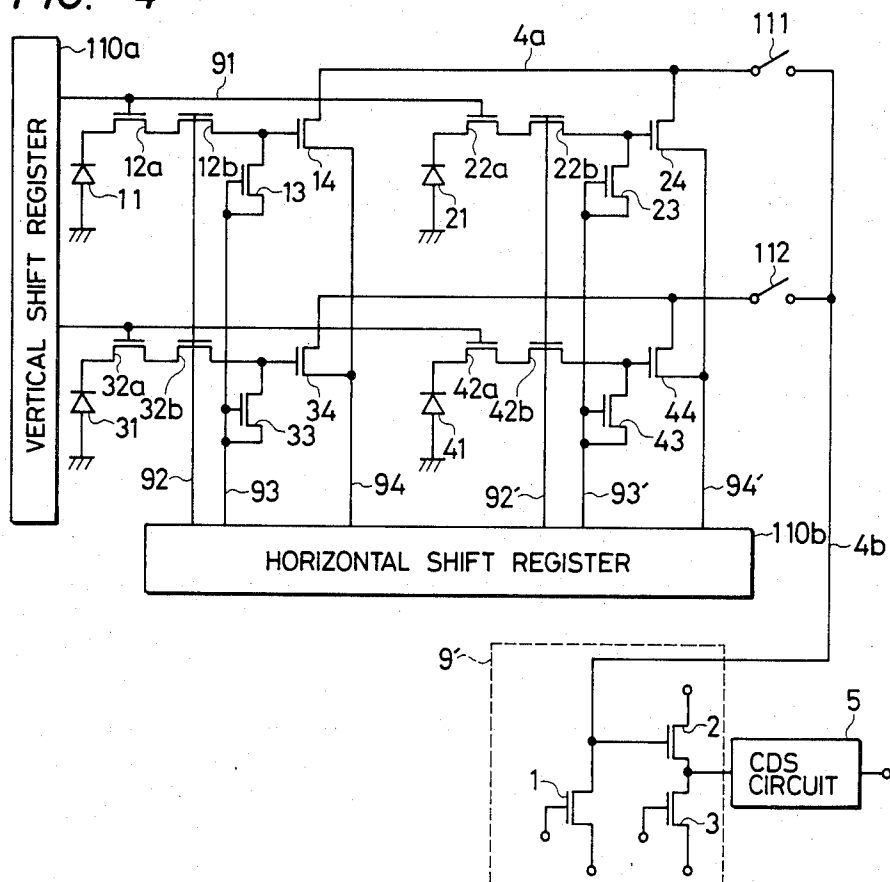 FIG. 4
110a
91
4a
111
12a
12b
14
22a
22b
24
11
13
21
23
112
VERTICAL SHIFT REGISTER
32a
32b
34
42a
42b
44
31
33
41
43
92
93
94
92'
93'
94'
110b
4b
HORIZONTAL SHIFT REGISTER
9'
2
5
1
CDS
CIRCUIT
3